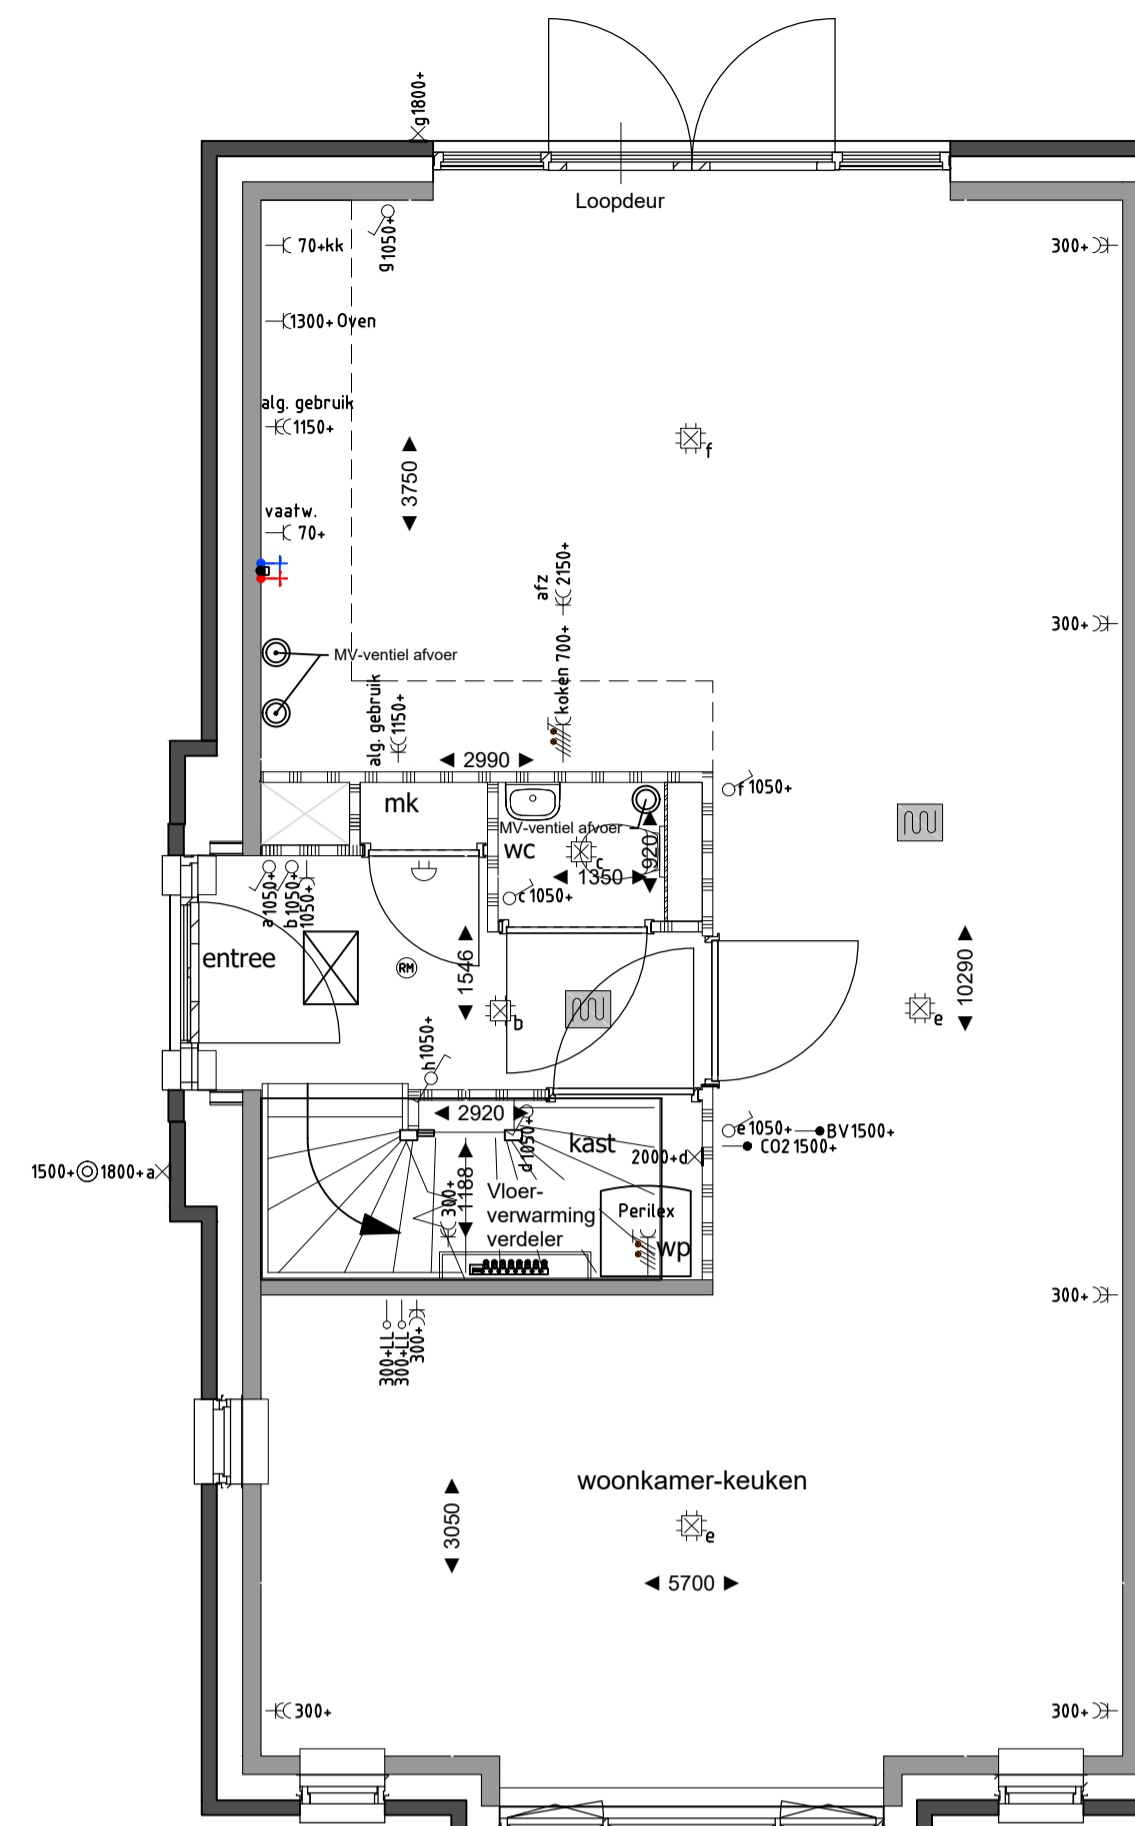 g1800+
Loopdeur
g1050+
70+kk
300+
1300+ Oven
alg. gebruik
1150+
f
3750
vaatw.
70+
afz
2150+
300+
MV-ventiel afvoer
koken 700+
alg. gebruik
1150+
2990
mk
f1050+
MV-ventiel afvoer
wc
c
920
1350
c1050+
a1050+
b1050+
1050+
entree
RM
1546
b
10290
e
h1050+
2920
d1050+
kast
e1050+
BV1500+
CO2 1500+
1500+
1800+a
2000+d
300+
1188
Vloer-
verwarming
verdeler
Perilex
wp
300+LL
300+LL
300+
300+
woonkamer-keuken
e
3050
5700
300+
300+